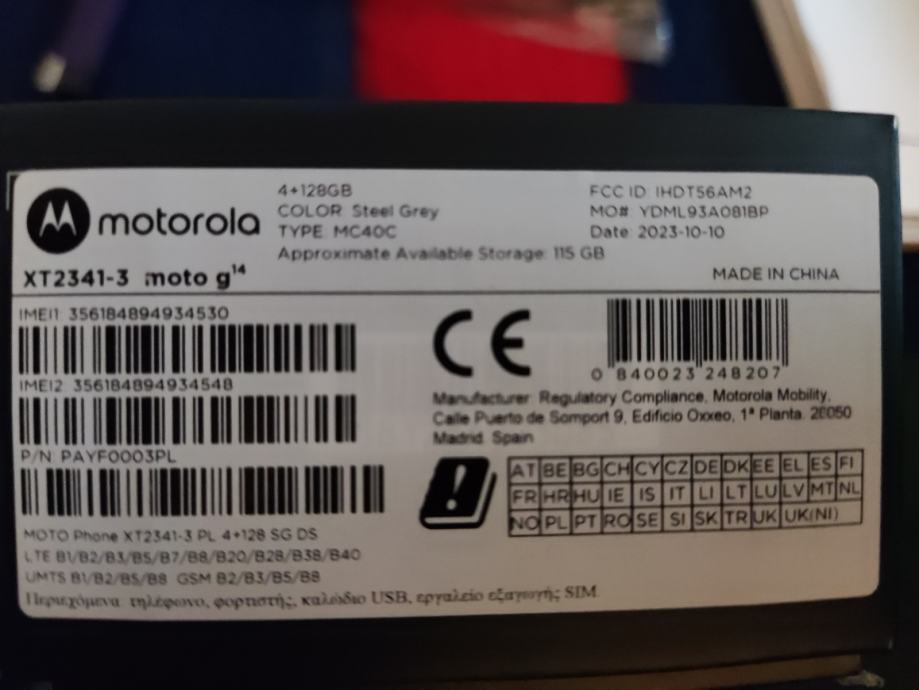 motorola
4+128GB
COLOR: Steel Grey
TYPE: MC40C
Approximate Available Storage: 115 GB
FCC ID: IHDT56AM2
MO#: YDML93A081BP
Date: 2023-10-10
XT2341-3 moto g14
MADE IN CHINA
IMEI1: 356184894934530
IMEI2: 356184894934548
P/N: PAYF0003PL
CE
0 840023 248207
Manufacturer: Regulatory Compliance, Motorola Mobility,
Calle Puerto de Somport 9, Edificio Oxxeo, 1ª Planta. 28050
Madrid. Spain
AT BE BG CH CY CZ DE DK EE EL ES FI
FR HR HU IE IS IT LI LT LU LV MT NL
NO PL PT RO SE SI SK TR UK UK(NI)
MOTO Phone XT2341-3 PL 4+128 SG DS
LTE B1/B2/B3/B5/B7/B8/B20/B28/B38/B40
UMTS B1/B2/B5/B8 GSM B2/B3/B5/B8
Περιεχόμενα: τηλέφωνο, φορτιστής, καλώδιο USB, εργαλείο εξαγωγής SIM.